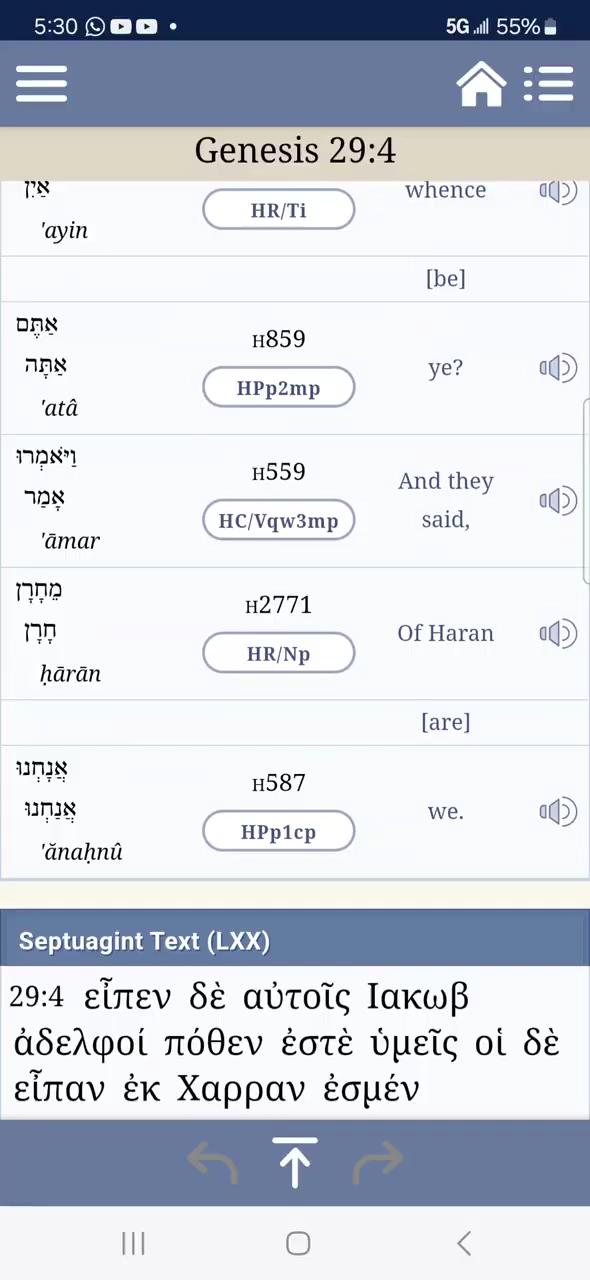 5:30
5G 55%
Genesis 29:4
אַיִן
'ayin
HR/Ti
whence
[be]
אַתֶּם
אַתָּה
'atâ
H859
HPp2mp
ye?
וַיֹּאמְרוּ
אָמַר
'āmar
H559
HC/Vqw3mp
And they
said,
מֵחָרָן
חָרָן
ḥārān
H2771
HR/Np
Of Haran
[are]
אֲנָחְנוּ
אֲנַחְנוּ
'ănaḥnû
H587
HPp1cp
we.
Septuagint Text (LXX)
29:4 εἶπεν δὲ αὐτοῖς Ιακωβ
ἀδελφοί πόθεν ἐστὲ ὑμεῖς οἱ δὲ
εἶπαν ἐκ Χαρραν ἐσμέν